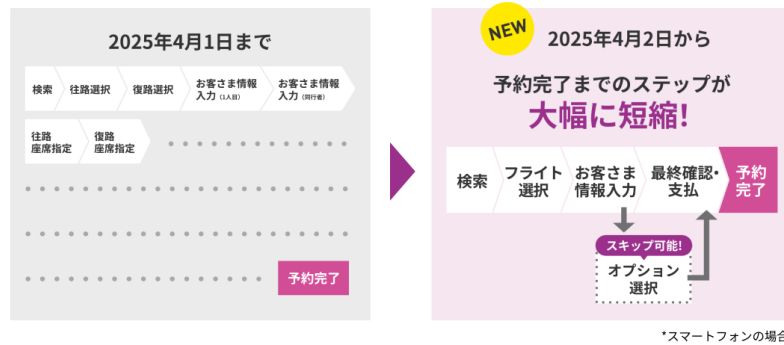 2025年4月1日まで
検索
往路選択
復路選択
お客さま情報
入力（1人目）
お客さま情報
入力（同行者）
往路
座席指定
復路
座席指定
予約完了
NEW
2025年4月2日から
予約完了までのステップが
大幅に短縮!
検索
フライト
選択
お客さま
情報入力
最終確認・
支払
予約
完了
スキップ可能!
オプション
選択
*スマートフォンの場合